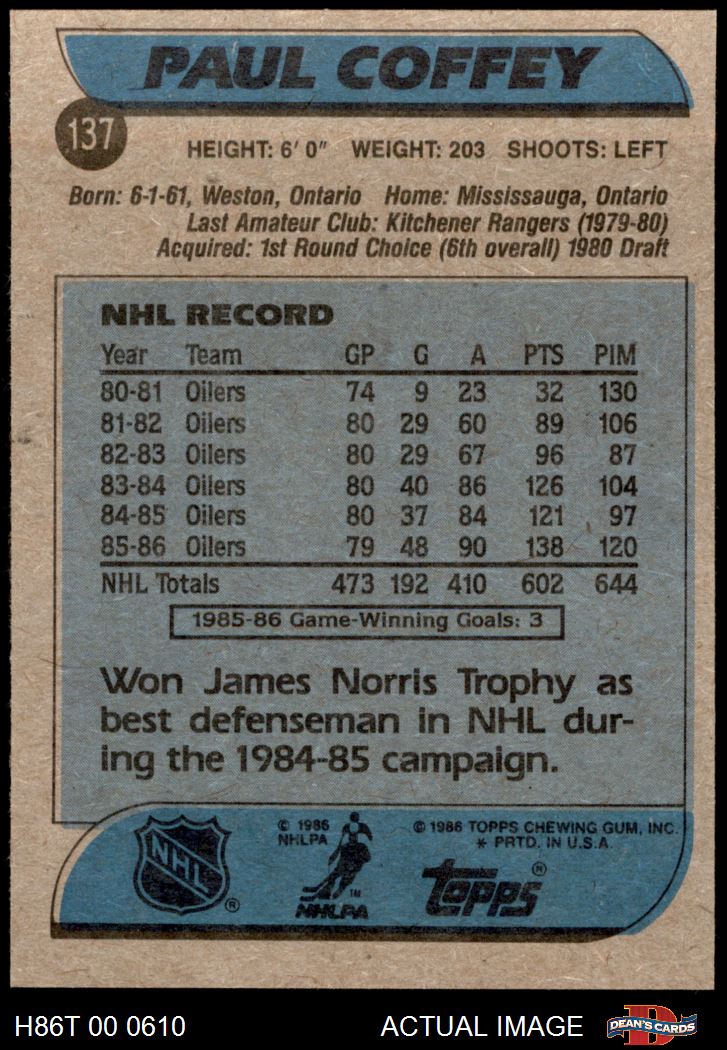 PAUL COFFEY
137
HEIGHT: 6' 0" WEIGHT: 203 SHOOTS: LEFT
Born: 6-1-61, Weston, Ontario Home: Mississauga, Ontario
Last Amateur Club: Kitchener Rangers (1979-80)
Acquired: 1st Round Choice (6th overall) 1980 Draft
NHL RECORD
Year Team GP G A PTS PIM
80-81 Oilers 74 9 23 32 130
81-82 Oilers 80 29 60 89 106
82-83 Oilers 80 29 67 96 87
83-84 Oilers 80 40 86 126 104
84-85 Oilers 80 37 84 121 97
85-86 Oilers 79 48 90 138 120
NHL Totals 473 192 410 602 644
1985-86 Game-Winning Goals: 3
Won James Norris Trophy as
best defenseman in NHL dur-
ing the 1984-85 campaign.
NHL ®
© 1986
NHLPA
TM
NHLPA
© 1986 TOPPS CHEWING GUM, INC.
* PRTD. IN U.S.A.
topps ®
H86T 00 0610 ACTUAL IMAGE
DEAN'S CARDS